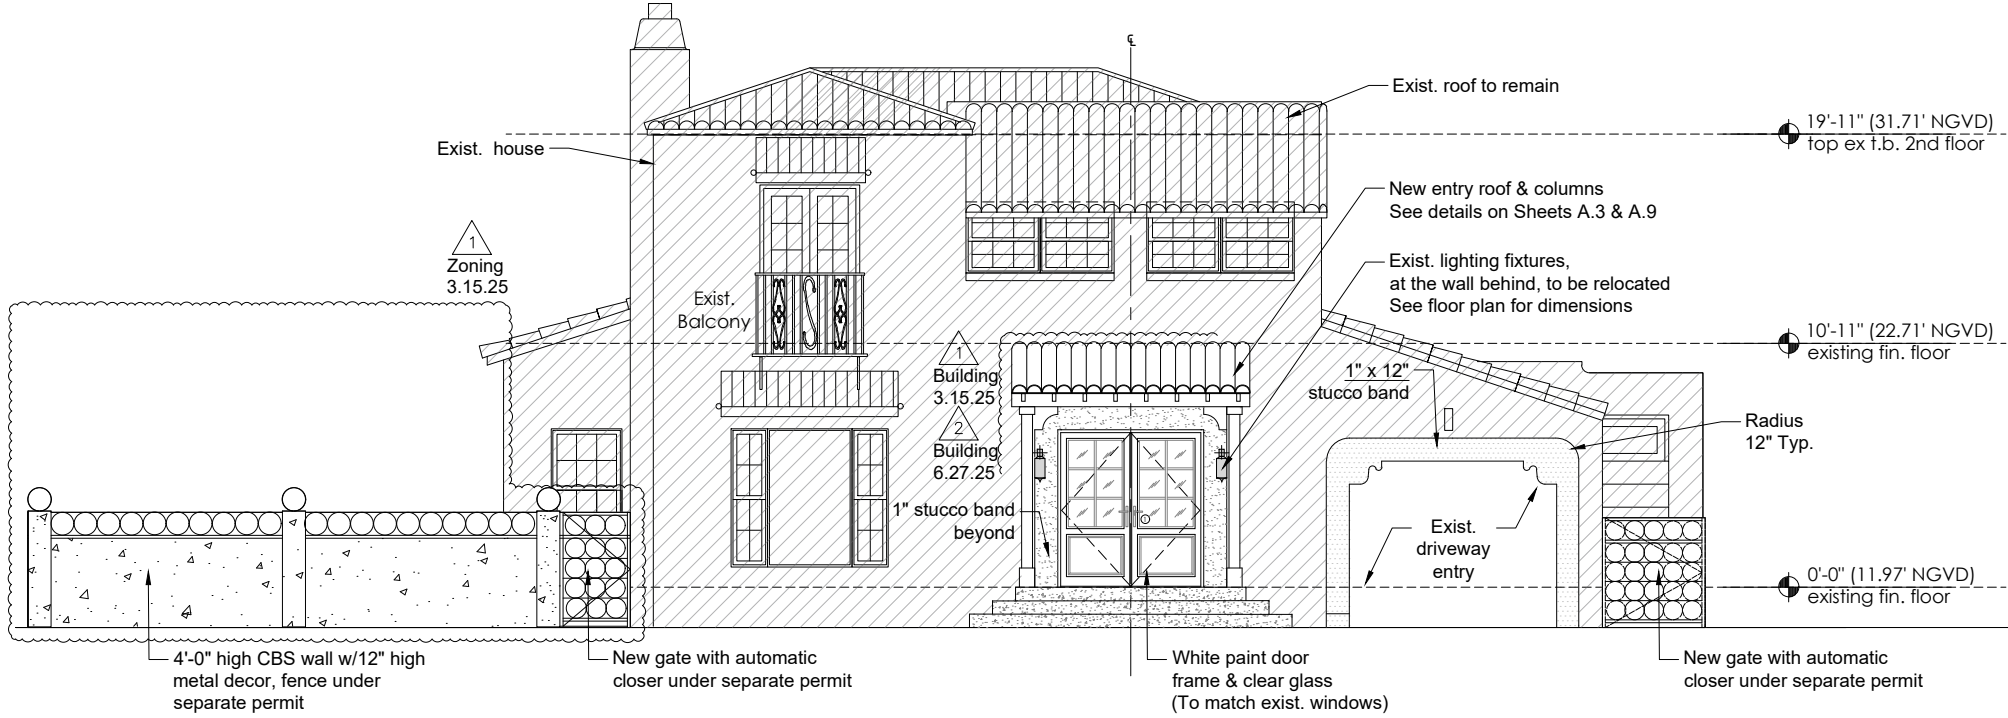 ℄
Exist. roof to remain
19'-11" (31.71' NGVD)
top ex t.b. 2nd floor
Exist. house
New entry roof & columns
See details on Sheets A.3 & A.9
1
Zoning
3.15.25
Exist. lighting fixtures,
at the wall behind, to be relocated
See floor plan for dimensions
Exist.
Balcony
S
10'-11" (22.71' NGVD)
existing fin. floor
1
Building
3.15.25
1" x 12"
stucco band
2
Building
6.27.25
Radius
12" Typ.
1" stucco band
beyond
1
Exist.
driveway
entry
0'-0" (11.97' NGVD)
existing fin. floor
4'-0" high CBS wall w/12" high
metal decor, fence under
separate permit
New gate with automatic
closer under separate permit
White paint door
frame & clear glass
(To match exist. windows)
New gate with automatic
closer under separate permit